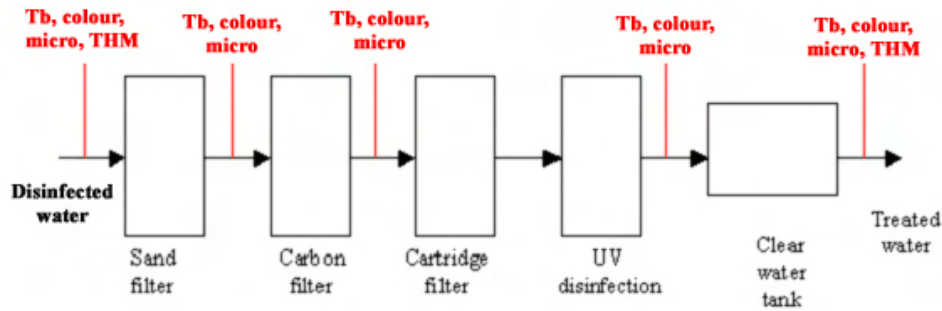 Tb, colour,
micro, THM
Tb, colour,
micro
Tb, colour,
micro
Tb, colour,
micro
Tb, colour,
micro, THM
Disinfected
water
Sand
filter
Carbon
filter
Cartridge
filter
UV
disinfection
Clear
water
tank
Treated
water